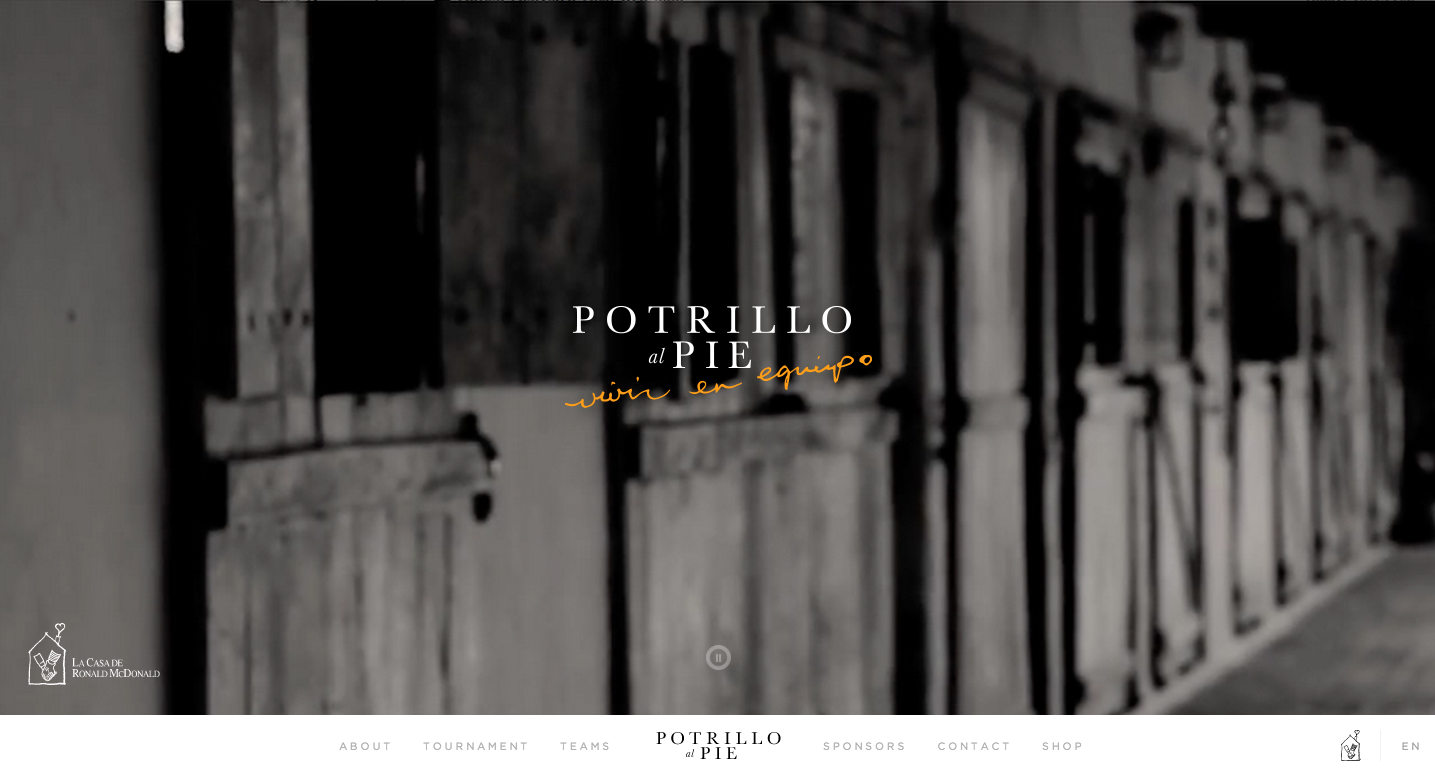 POTRILLO
al PIE
vivir en equipo
LA CASA DE
RONALD MCDONALD
ABOUT
TOURNAMENT
TEAMS
POTRILLO
al PIE
SPONSORS
CONTACT
SHOP
EN